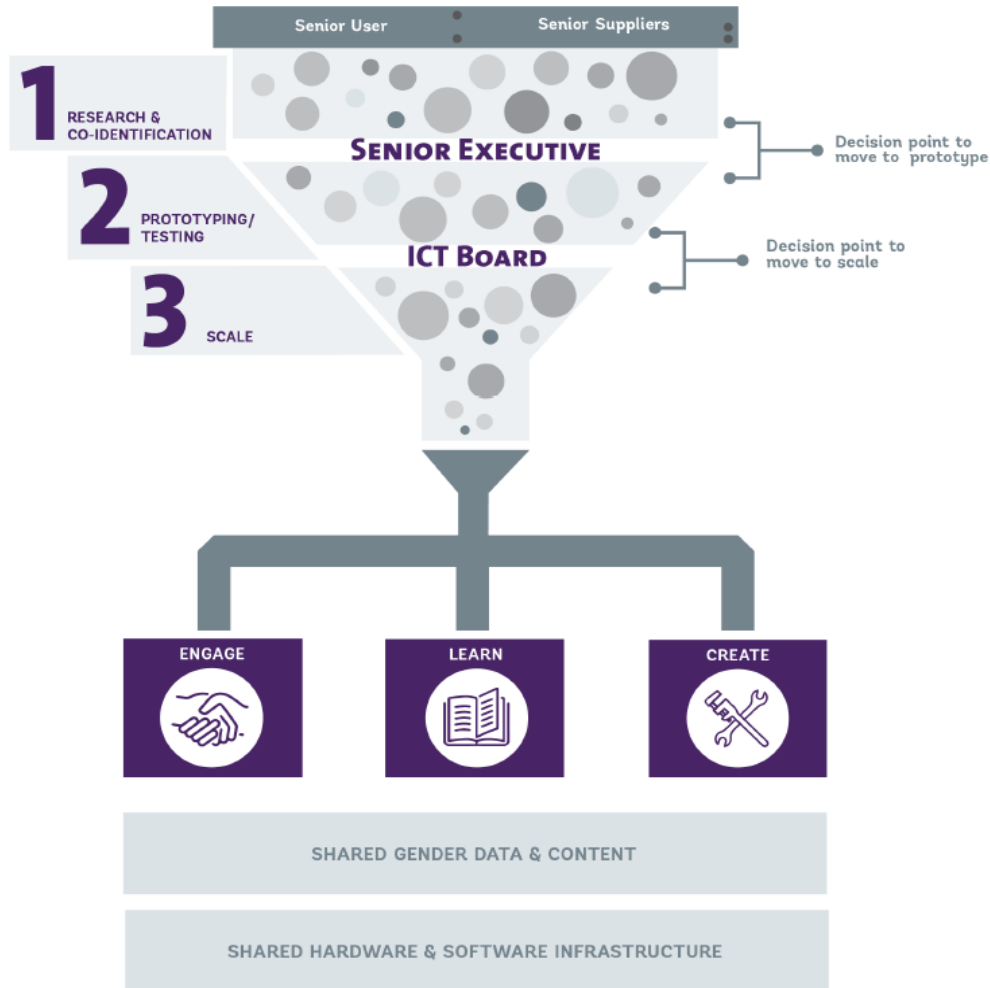 Senior User
Senior Suppliers
1
RESEARCH &
CO-IDENTIFICATION
SENIOR EXECUTIVE
Decision point to
move to prototype
2
PROTOTYPING/
TESTING
ICT BOARD
Decision point to
move to scale
3
SCALE
ENGAGE
LEARN
CREATE
SHARED GENDER DATA & CONTENT
SHARED HARDWARE & SOFTWARE INFRASTRUCTURE